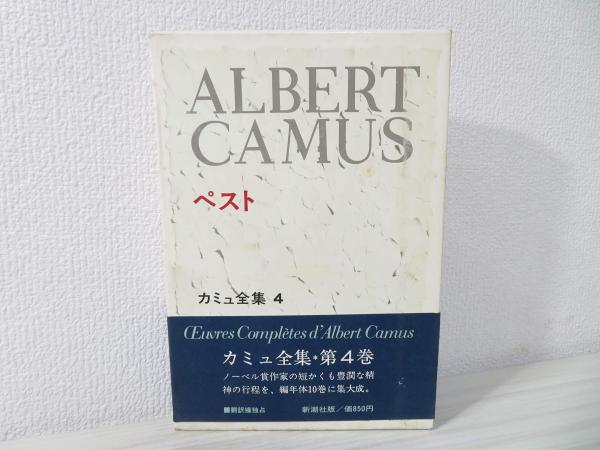 ALBERT
CAMUS
ペスト
カミュ全集 4
Œuvres Complètes d'Albert Camus
カミュ全集*第4巻
ノーベル賞作家の短かくも豊潤な精
神の行程を、編年体10巻に集大成。
■翻訳権独占 新潮社版/価850円